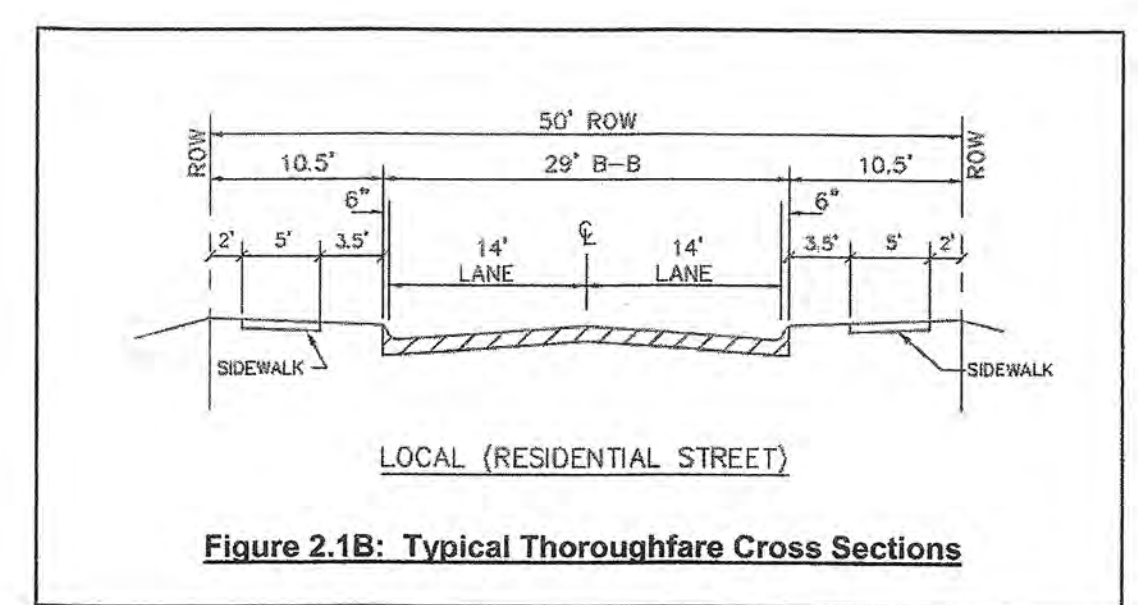 50' ROW
ROW
ROW
10.5' 29' B-B 10.5'
6" 6"
2' 5' 3.5' 14' LANE ℄ 14' LANE 3.5' 5' 2'
SIDEWALK
SIDEWALK
LOCAL (RESIDENTIAL STREET)
Figure 2.1B: Typical Thoroughfare Cross Sections